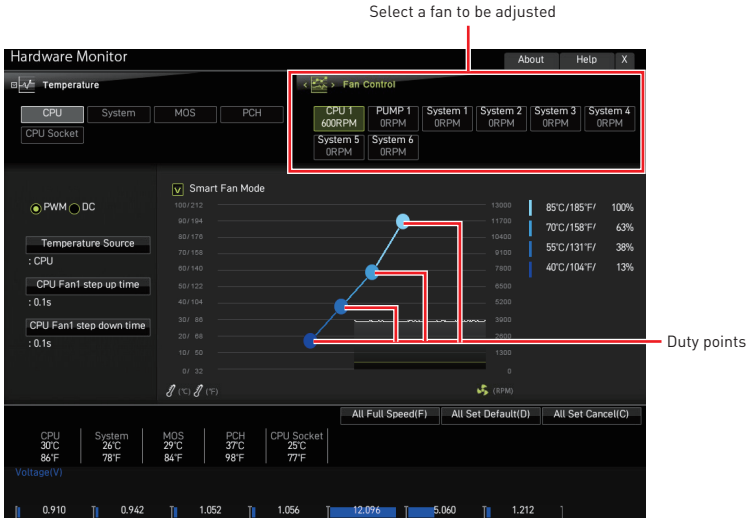 Select a fan to be adjusted
Hardware Monitor
About Help X
Temperature
Fan Control
CPU System MOS PCH
CPU Socket
CPU 1 PUMP 1 System 1 System 2 System 3 System 4
600RPM 0RPM 0RPM 0RPM 0RPM 0RPM
System 5 System 6
0RPM 0RPM
Smart Fan Mode
PWM DC
Temperature Source
: CPU
CPU Fan1 step up time
: 0.1s
CPU Fan1 step down time
: 0.1s
100/212 13000
90/194 11700
80/176 10400
70/158 9100
60/140 7800
50/122 6500
40/104 5200
30/ 86 3900
20/ 68 2600
10/ 50 1300
0/ 32 0
(℃) (°F) (RPM)
85℃/185°F/ 100%
70℃/158°F/ 63%
55℃/131°F/ 38%
40℃/104°F/ 13%
Duty points
All Full Speed(F) All Set Default(D) All Set Cancel(C)
CPU System MOS PCH CPU Socket
30℃ 26℃ 29℃ 37℃ 25℃
86°F 78°F 84°F 98°F 77°F
Voltage(V)
0.910 0.942 1.052 1.056 12.096 5.060 1.212